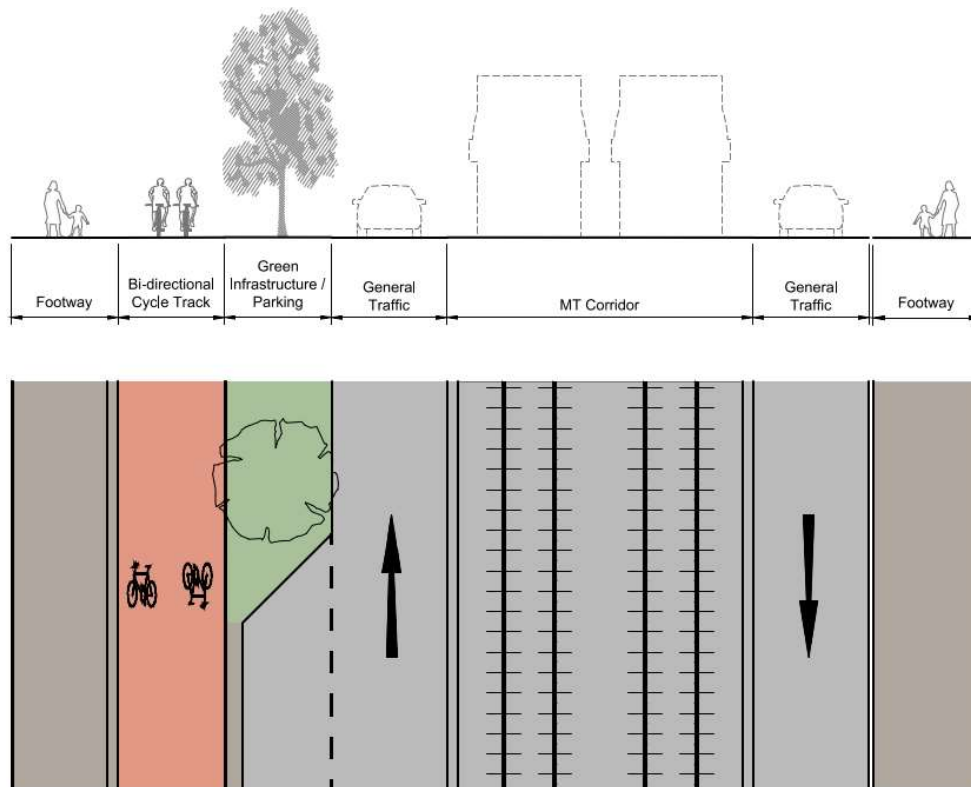 Footway
Bi-directional
Cycle Track
Green
Infrastructure /
Parking
General
Traffic
MT Corridor
General
Traffic
Footway